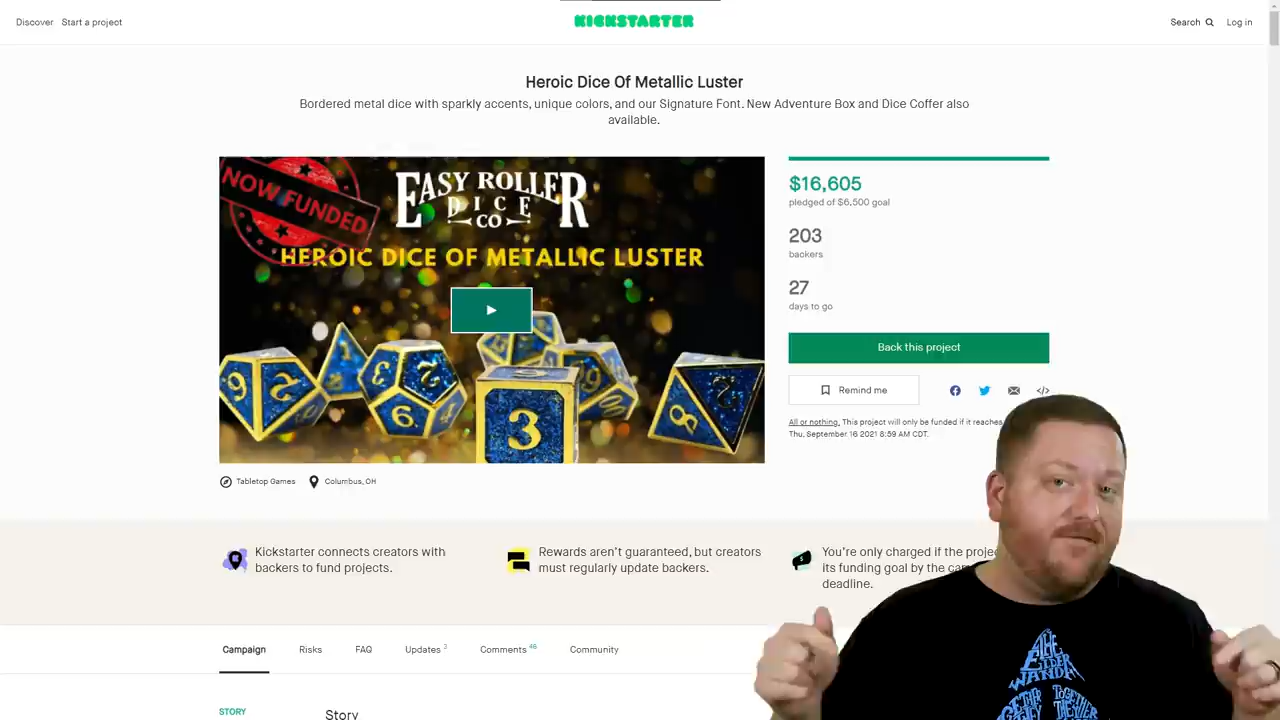 Discover Start a project
KICKSTARTER
Search Log in
Heroic Dice Of Metallic Luster
Bordered metal dice with sparkly accents, unique colors, and our Signature Font. New Adventure Box and Dice Coffer also
available.
NOW FUNDED
EASY ROLLER
DICE
CO
HEROIC DICE OF METALLIC LUSTER
$16,605
pledged of $6,500 goal
203
backers
27
days to go
Back this project
Remind me
All or nothing. This project will only be funded if it reaches
Thu, September 16 2021 8:59 AM CDT.
Tabletop Games Columbus, OH
Kickstarter connects creators with
backers to fund projects.
Rewards aren't guaranteed, but creators
must regularly update backers.
You're only charged if the
its funding goal by the
deadline.
Campaign Risks FAQ Updates 3 Comments 46 Community
STORY
Story
THE
ELDER
WAND
TOGETHER